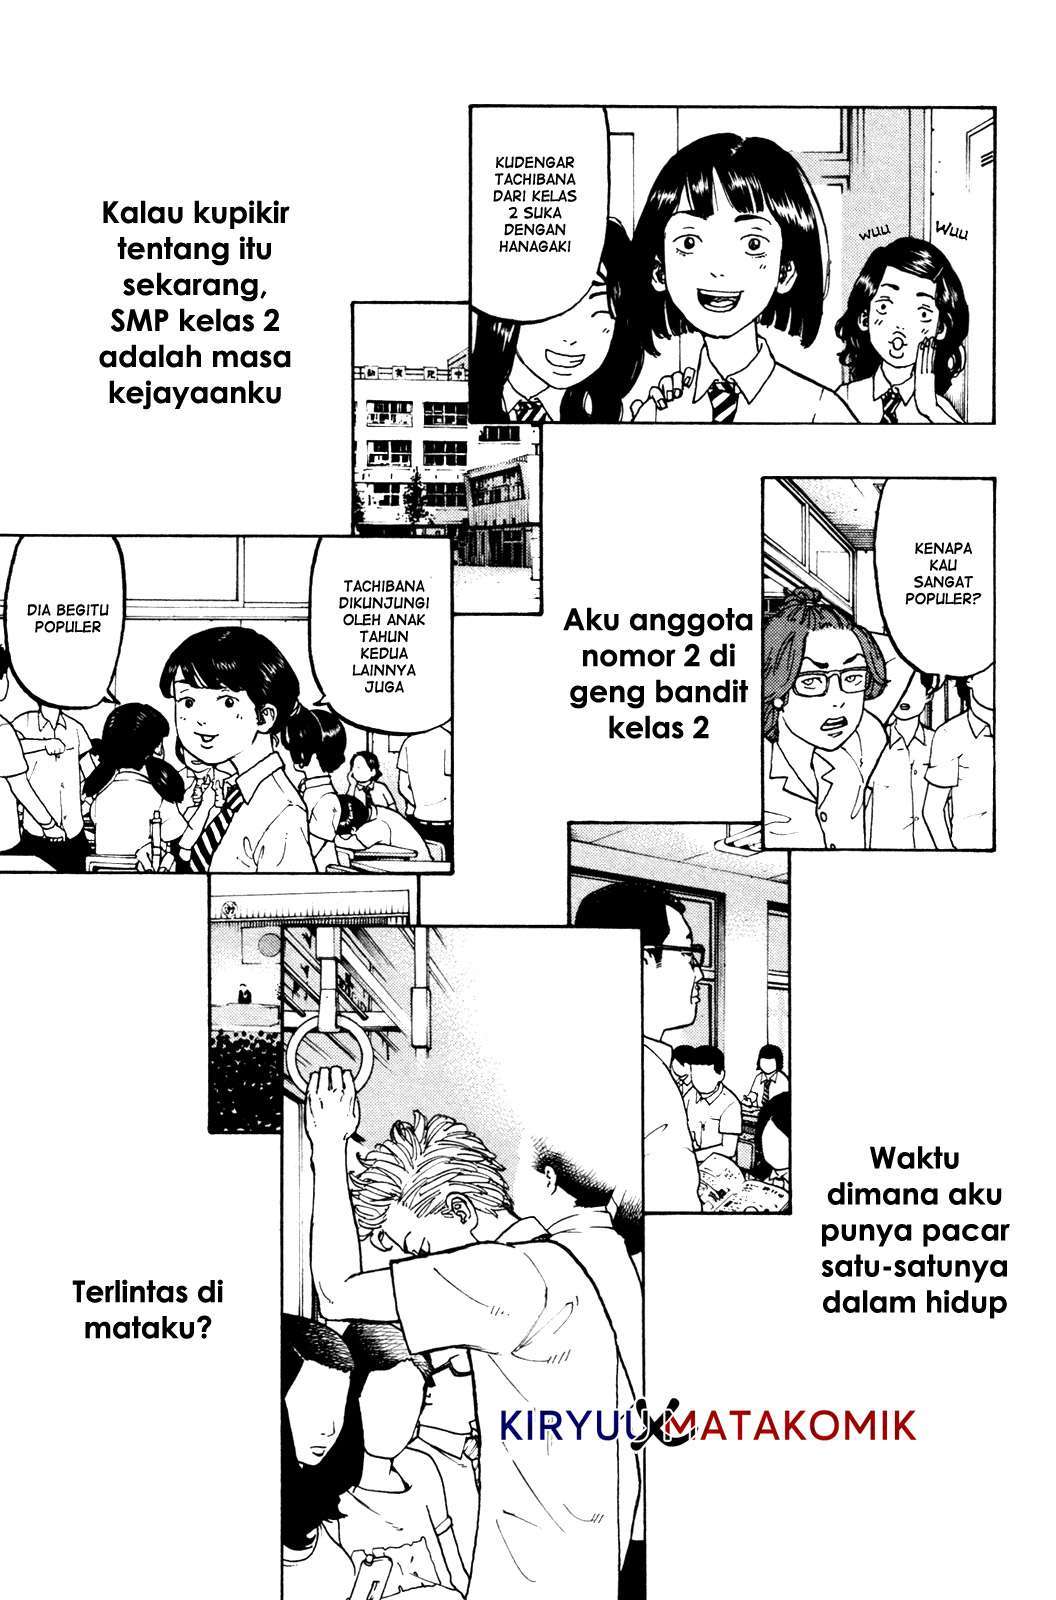 KUDENGAR
TACHIBANA
DARI KELAS
2 SUKA
DENGAN
HANAGAKI
WUU
WUU
Kalau kupikir
tentang itu
sekarang,
SMP kelas 2
adalah masa
kejayaanku
KENAPA
KAU
SANGAT
POPULER?
TACHIBANA
DIKUNJUNGI
OLEH ANAK
TAHUN
KEDUA
LAINNYA
JUGA
DIA BEGITU
POPULER
Aku anggota
nomor 2 di
geng bandit
kelas 2
Waktu
dimana aku
punya pacar
satu-satunya
dalam hidup
Terlintas di
mataku?
KIRYUU X MATAKOMIK